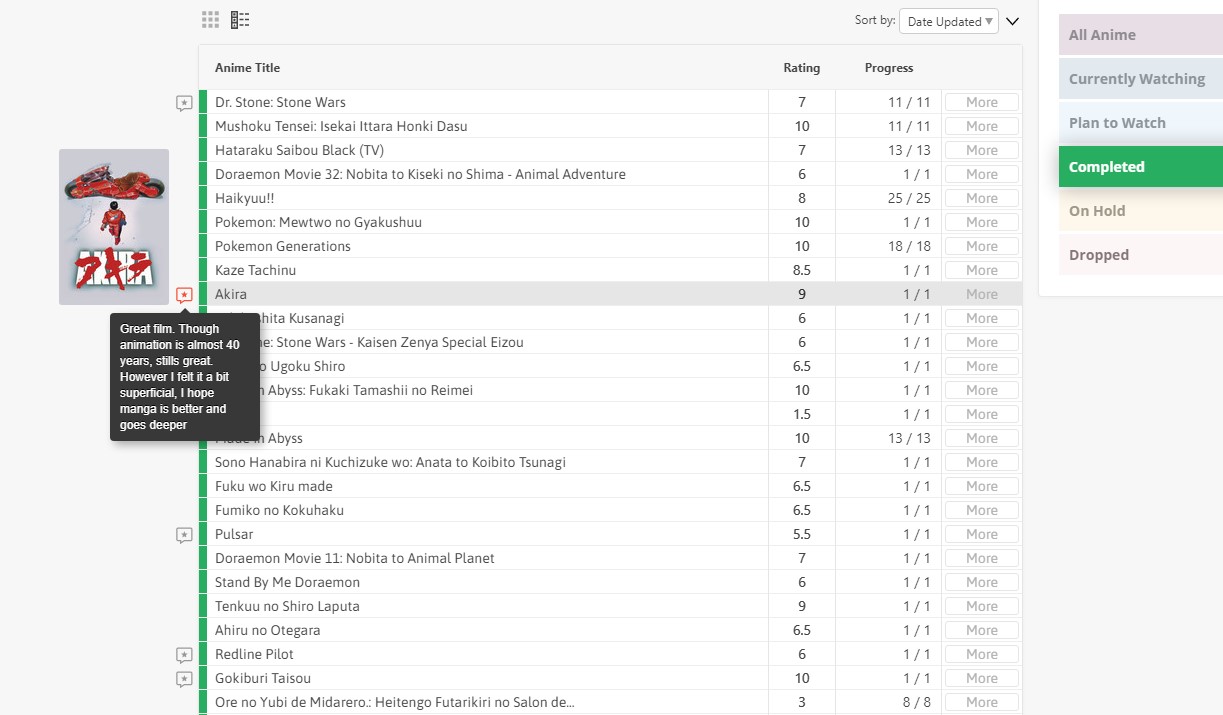 Sort by: Date Updated
Anime Title Rating Progress
Dr. Stone: Stone Wars 7 11 / 11 More
Mushoku Tensei: Isekai Ittara Honki Dasu 10 11 / 11 More
Hataraku Saibou Black (TV) 7 13 / 13 More
Doraemon Movie 32: Nobita to Kiseki no Shima - Animal Adventure 6 1 / 1 More
Haikyuu!! 8 25 / 25 More
Pokemon: Mewtwo no Gyakushuu 10 1 / 1 More
Pokemon Generations 10 18 / 18 More
Kaze Tachinu 8.5 1 / 1 More
Akira 9 1 / 1 More
Kusanagi 6 1 / 1 More
Stone Wars - Kaisen Zenya Special Eizou 6 1 / 1 More
Ugoku Shiro 6.5 1 / 1 More
Abyss: Fukaki Tamashii no Reimei 10 1 / 1 More
1.5 1 / 1 More
Made in Abyss 10 13 / 13 More
Sono Hanabira ni Kuchizuke wo: Anata to Koibito Tsunagi 7 1 / 1 More
Fuku wo Kiru made 6.5 1 / 1 More
Fumiko no Kokuhaku 6.5 1 / 1 More
Pulsar 5.5 1 / 1 More
Doraemon Movie 11: Nobita to Animal Planet 7 1 / 1 More
Stand By Me Doraemon 6 1 / 1 More
Tenkuu no Shiro Laputa 9 1 / 1 More
Ahiru no Otegara 6.5 1 / 1 More
Redline Pilot 6 1 / 1 More
Gokiburi Taisou 10 1 / 1 More
Ore no Yubi de Midarero.: Heitengo Futarikiri no Salon de... 3 8 / 8 More
AKIRA
アキラ
Great film. Though
animation is almost 40
years, stills great.
However I felt it a bit
superficial, I hope
manga is better and
goes deeper
All Anime
Currently Watching
Plan to Watch
Completed
On Hold
Dropped